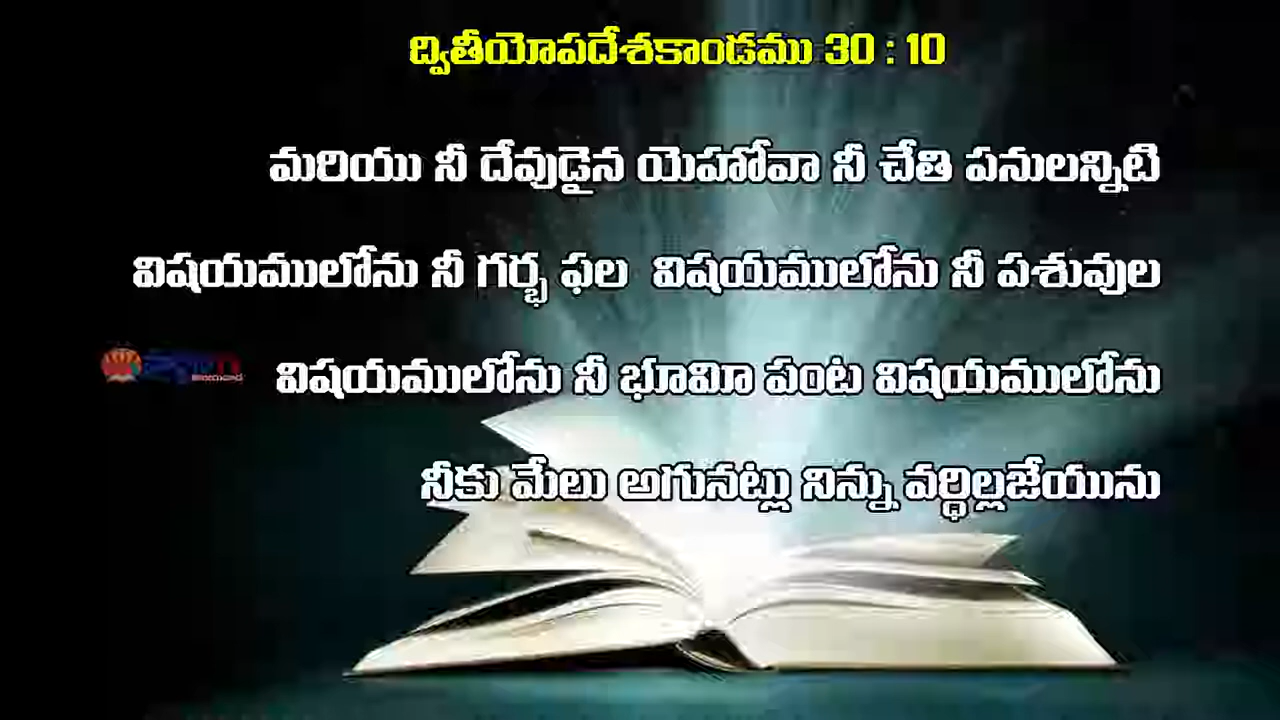 ద్వితీయోపదేశకాండము 30 : 10
మరియు నీ దేవుడైన యెహోవా నీ చేతి పనులన్నిటి
విషయములోను నీ గర్భ ఫల విషయములోను నీ పశువుల
విషయములోను నీ భూమి పంట విషయములోను
నీకు మేలు అగునట్లు నిన్ను వర్థిల్లజేయును